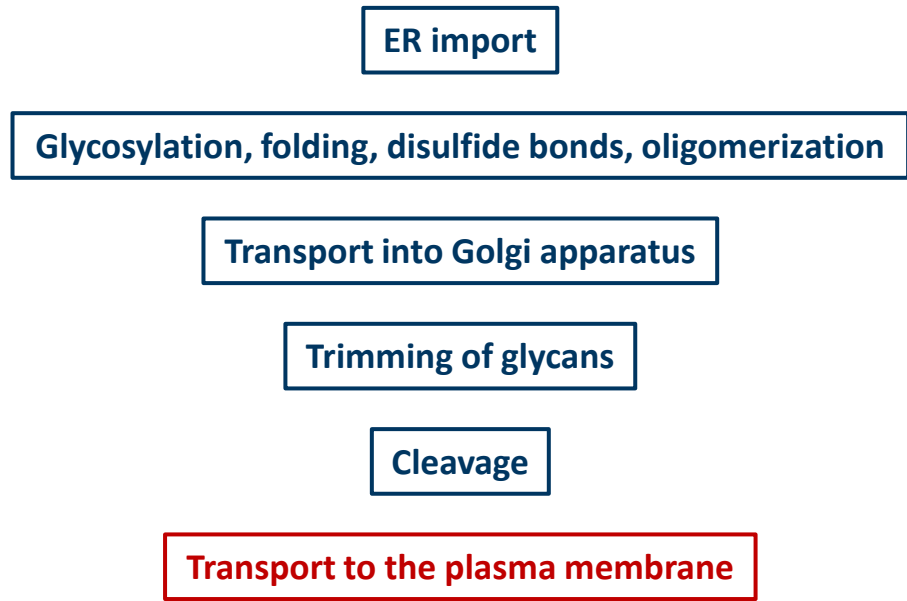 ER import
Glycosylation, folding, disulfide bonds, oligomerization
Transport into Golgi apparatus
Trimming of glycans
Cleavage
Transport to the plasma membrane